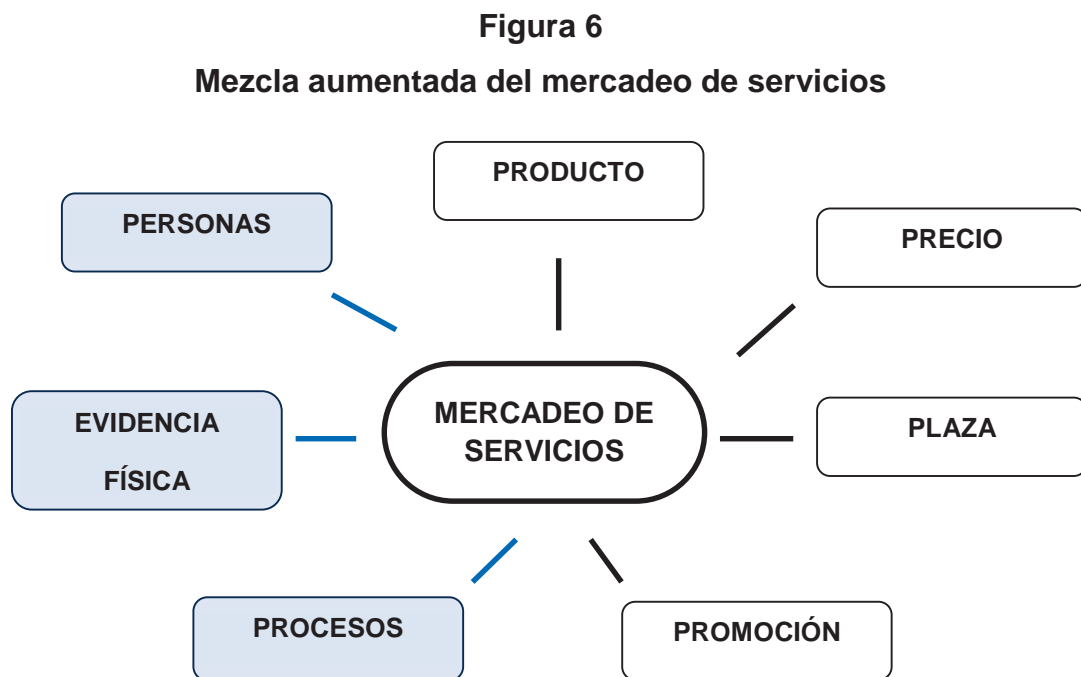 Figura 6
Mezcla aumentada del mercadeo de servicios
PRODUCTO
PERSONAS
PRECIO
EVIDENCIA
FÍSICA
MERCADEO DE
SERVICIOS
PLAZA
PROCESOS
PROMOCIÓN